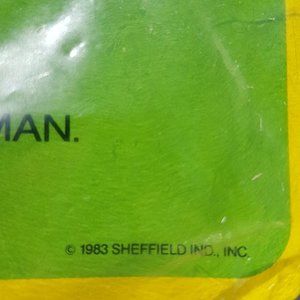 MAN.
© 1983 SHEFFIELD IND., INC.